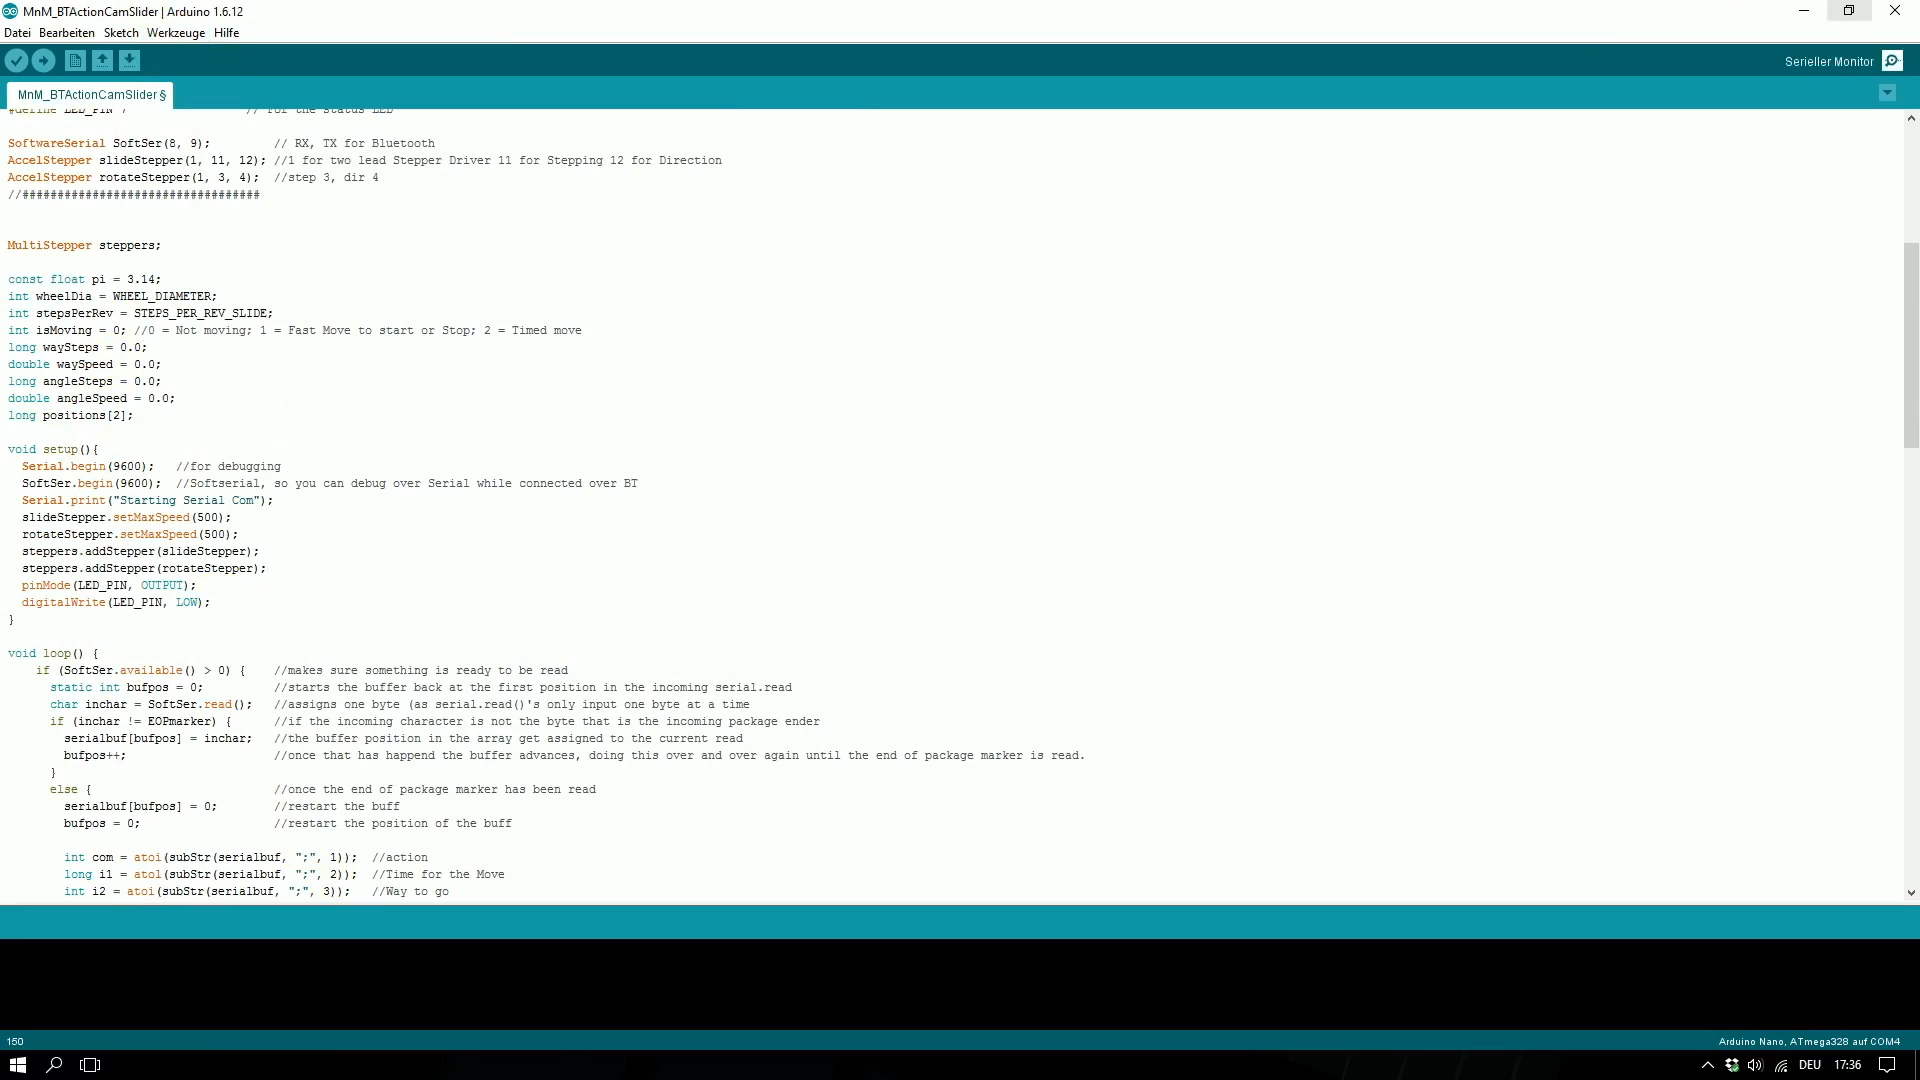 MnM_BTActionCamSlider | Arduino 1.6.12
Datei Bearbeiten Sketch Werkzeuge Hilfe
Serieller Monitor
MnM_BTActionCamSlider §
#define LED_PIN 7 // for the status LED
SoftwareSerial SoftSer(8, 9); // RX, TX for Bluetooth
AccelStepper slideStepper(1, 11, 12); //1 for two lead Stepper Driver 11 for Stepping 12 for Direction
AccelStepper rotateStepper(1, 3, 4); //step 3, dir 4
//##################################
MultiStepper steppers;
const float pi = 3.14;
int wheelDia = WHEEL_DIAMETER;
int stepsPerRev = STEPS_PER_REV_SLIDE;
int isMoving = 0; //0 = Not moving; 1 = Fast Move to start or Stop; 2 = Timed move
long waySteps = 0.0;
double waySpeed = 0.0;
long angleSteps = 0.0;
double angleSpeed = 0.0;
long positions[2];
void setup(){
Serial.begin(9600); //for debugging
SoftSer.begin(9600); //Softserial, so you can debug over Serial while connected over BT
Serial.print("Starting Serial Com");
slideStepper.setMaxSpeed(500);
rotateStepper.setMaxSpeed(500);
steppers.addStepper(slideStepper);
steppers.addStepper(rotateStepper);
pinMode(LED_PIN, OUTPUT);
digitalWrite(LED_PIN, LOW);
}
void loop() {
if (SoftSer.available() > 0) { //makes sure something is ready to be read
static int bufpos = 0; //starts the buffer back at the first position in the incoming serial.read
char inchar = SoftSer.read(); //assigns one byte (as serial.read()'s only input one byte at a time
if (inchar != EOPmarker) { //if the incoming character is not the byte that is the incoming package ender
serialbuf[bufpos] = inchar; //the buffer position in the array get assigned to the current read
bufpos++; //once that has happend the buffer advances, doing this over and over again until the end of package marker is read.
}
else { //once the end of package marker has been read
serialbuf[bufpos] = 0; //restart the buff
bufpos = 0; //restart the position of the buff
int com = atoi(subStr(serialbuf, ";", 1)); //action
long i1 = atol(subStr(serialbuf, ";", 2)); //Time for the Move
int i2 = atoi(subStr(serialbuf, ";", 3)); //Way to go
150
Arduino Nano, ATmega328 auf COM4
DEU 17:36